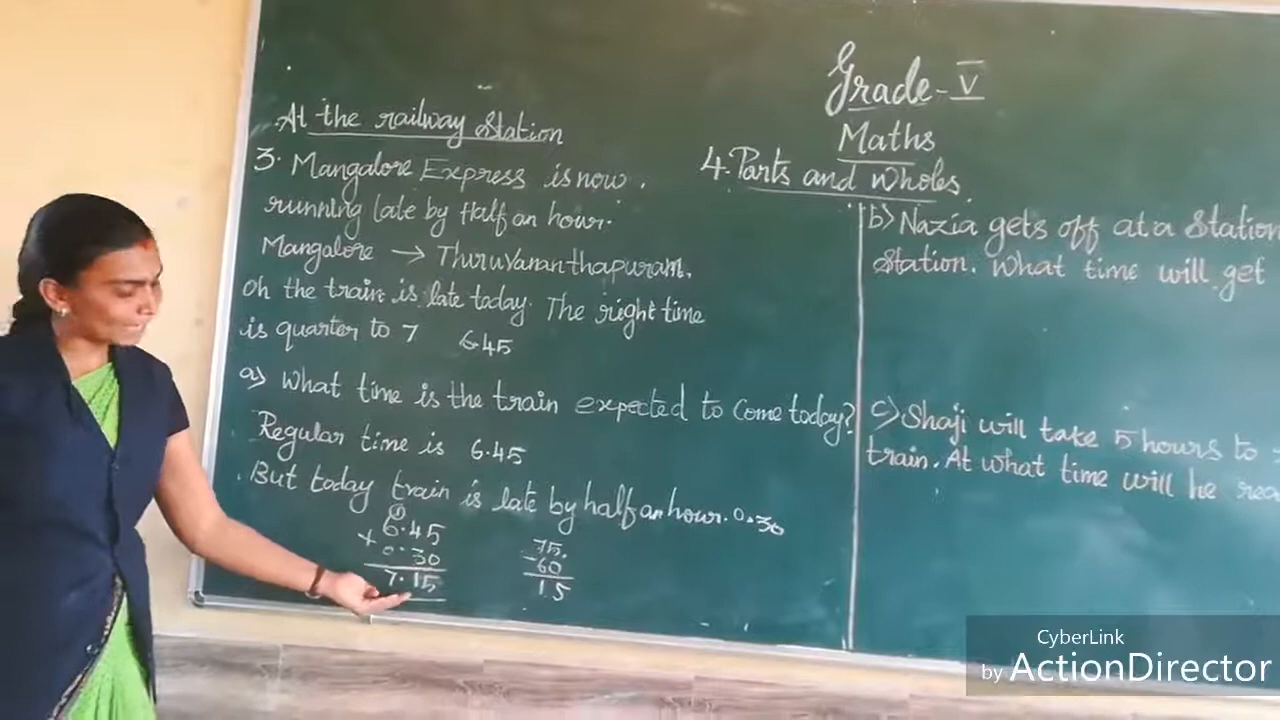 Grade - V
Maths
4. Parts and Wholes
At the railway Station
3. Mangalore Express is now.
running late by Half an hour.
Mangalore → Thiruvananthapuram.
Oh the train is late today. The right time
is quarter to 7 6.45
a) What time is the train expected to Come today?
Regular time is 6.45
But today train is late by half an hour. 0.30
1
6.45
+ 0.30
7.15
75.
-60
15
b) Nazia gets off at a Station
Station. What time will get
c) Shaji will take 5 hours to
train. At what time will he
CyberLink
by ActionDirector